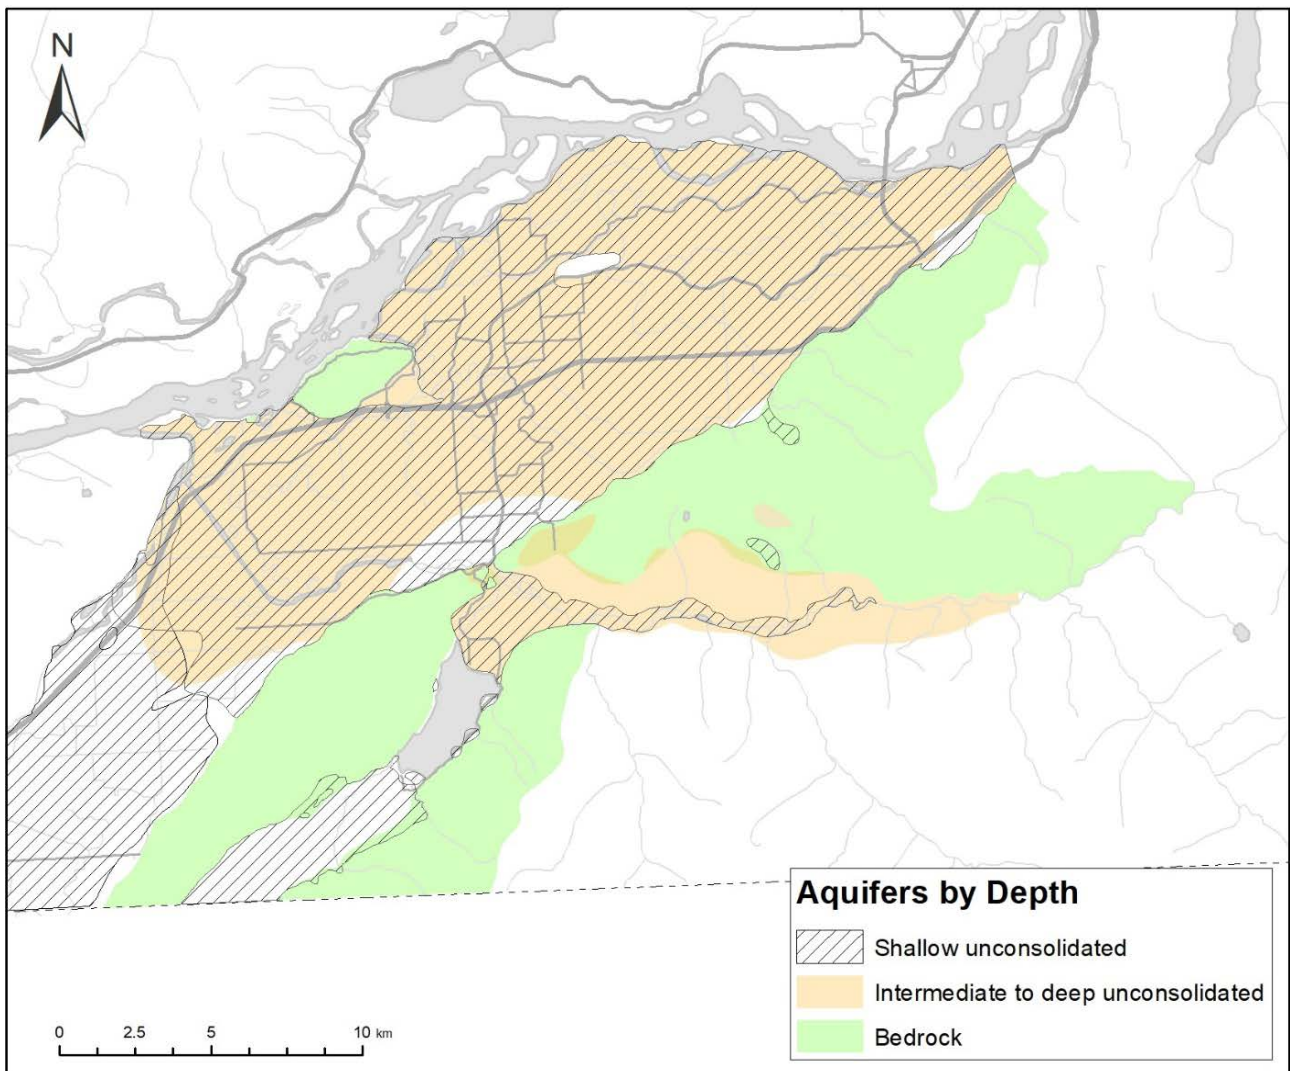 N
Aquifers by Depth
Shallow unconsolidated
Intermediate to deep unconsolidated
Bedrock
0 2.5 5 10 km